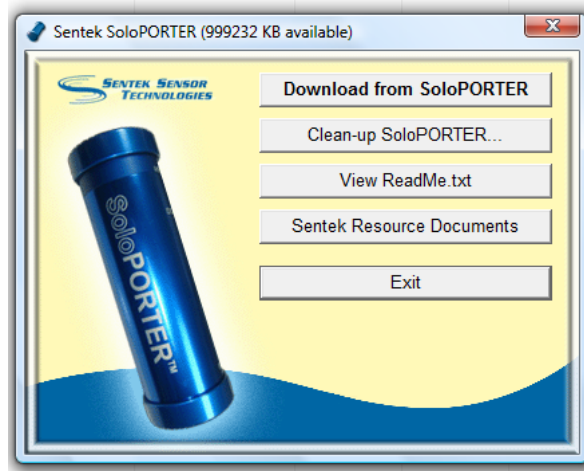 Sentek SoloPORTER (999232 KB available)
SENTEK SENSOR
TECHNOLOGIES
Download from SoloPORTER
Clean-up SoloPORTER...
View ReadMe.txt
Sentek Resource Documents
Exit
SoloPORTER™